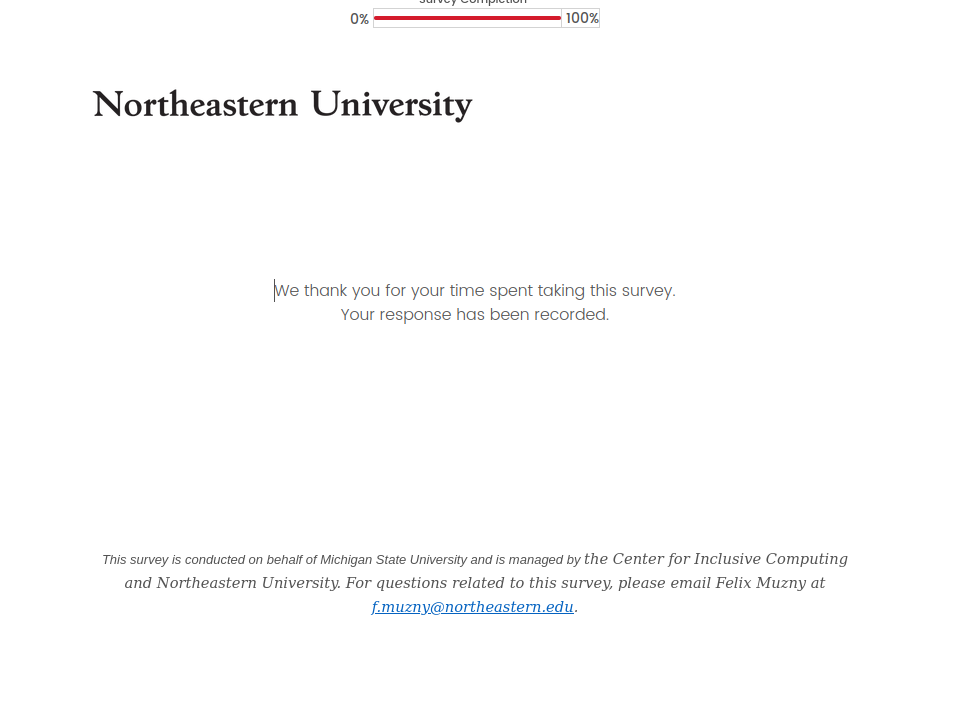 Survey Completion
0% 100%
Northeastern University
We thank you for your time spent taking this survey.
Your response has been recorded.
This survey is conducted on behalf of Michigan State University and is managed by the Center for Inclusive Computing
and Northeastern University. For questions related to this survey, please email Felix Muzny at
f.muzny@northeastern.edu.